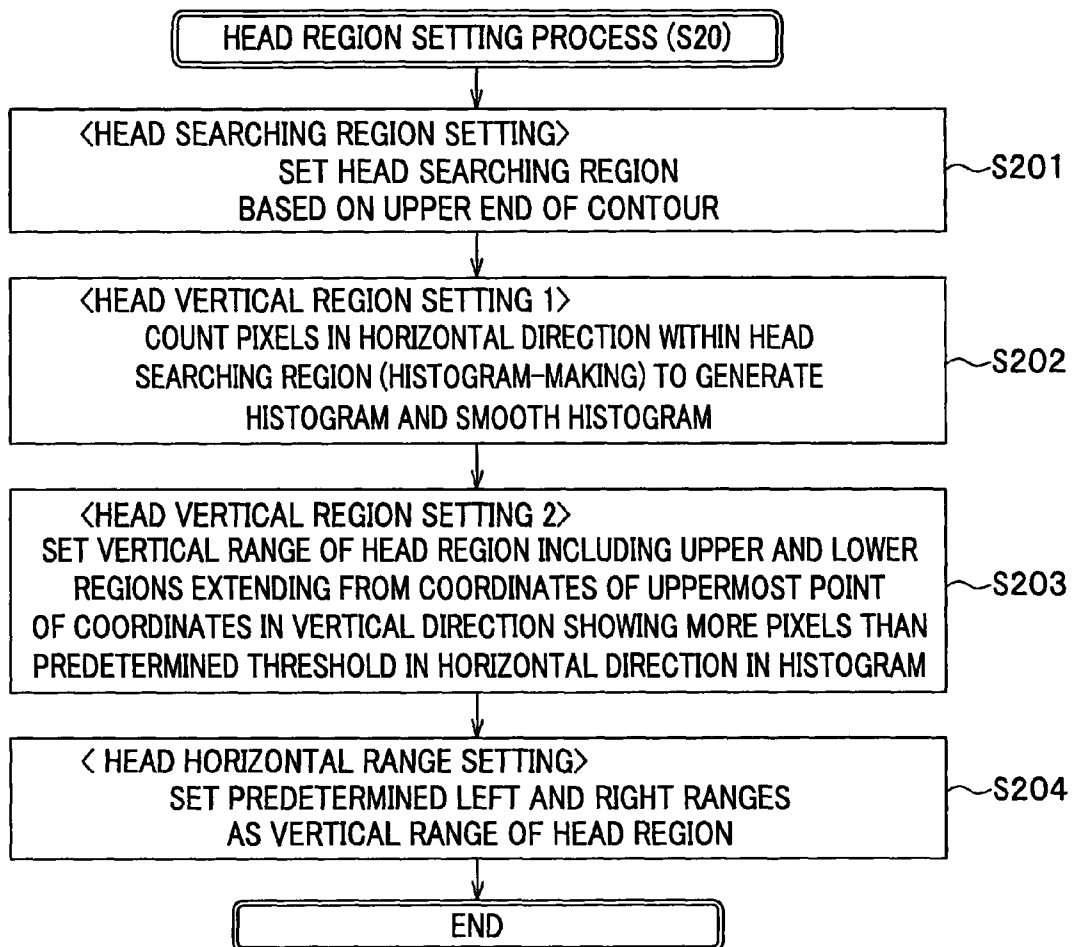 HEAD REGION SETTING PROCESS (S20)
<HEAD SEARCHING REGION SETTING>
SET HEAD SEARCHING REGION
BASED ON UPPER END OF CONTOUR
S201
<HEAD VERTICAL REGION SETTING 1>
COUNT PIXELS IN HORIZONTAL DIRECTION WITHIN HEAD
SEARCHING REGION (HISTOGRAM-MAKING) TO GENERATE
HISTOGRAM AND SMOOTH HISTOGRAM
S202
<HEAD VERTICAL REGION SETTING 2>
SET VERTICAL RANGE OF HEAD REGION INCLUDING UPPER AND LOWER
REGIONS EXTENDING FROM COORDINATES OF UPPERMOST POINT
OF COORDINATES IN VERTICAL DIRECTION SHOWING MORE PIXELS THAN
PREDETERMINED THRESHOLD IN HORIZONTAL DIRECTION IN HISTOGRAM
S203
< HEAD HORIZONTAL RANGE SETTING>
SET PREDETERMINED LEFT AND RIGHT RANGES
AS VERTICAL RANGE OF HEAD REGION
S204
END